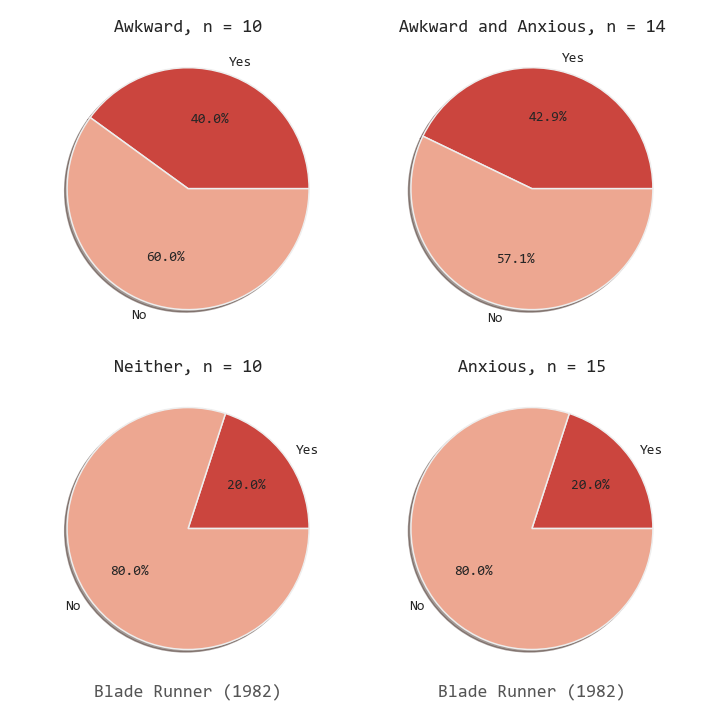 Awkward, n = 10
Yes
40.0%
60.0%
No
Awkward and Anxious, n = 14
Yes
42.9%
57.1%
No
Neither, n = 10
Yes
20.0%
80.0%
No
Blade Runner (1982)
Anxious, n = 15
Yes
20.0%
80.0%
No
Blade Runner (1982)